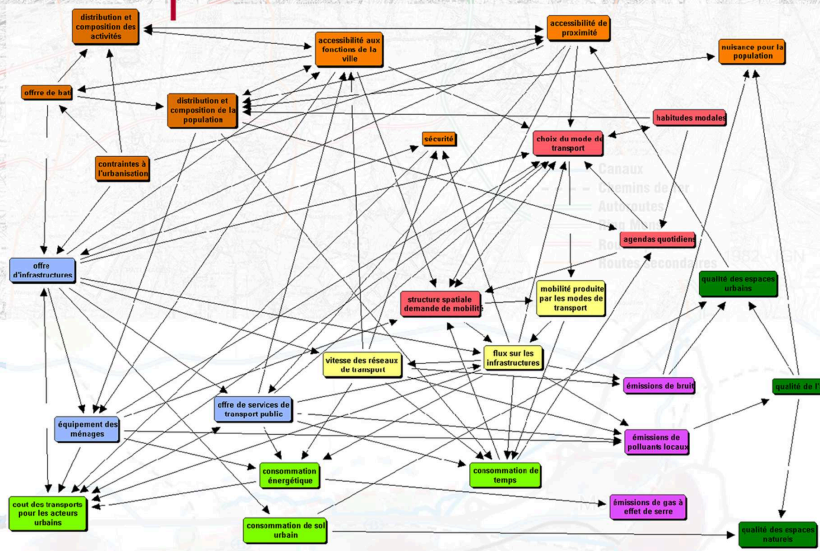 distribution et
composition des
activités
accessibilité aux
fonctions de la
ville
accessibilité de
proximité
nuisance pour la
population
offrre de bati
distribution et
composition de la
population
sécurité
choix du mode de
transport
habitudes modales
contraintes à
l'urbanisation
Canaux
Chemins de fer
Autoroutes
agendas quotidiens
Routes secondaires
IGN
offre
d'infrastructures
structure spatiale
demande de mobilité
mobilité produite
par les modes de
transport
qualité des espaces
urbains
vitesse des réseaux
de transport
flux sur les
infrastructures
émissions de bruit
qualité de l'
équipement des
ménages
offre de services de
transport public
émissions de
polluants locaux
consommation
énergétique
consommation de
temps
cout des transports
pour les acteurs
urbains
consommation de sol
urbain
émissions de gas à
effet de serre
qualité des espaces
naturels